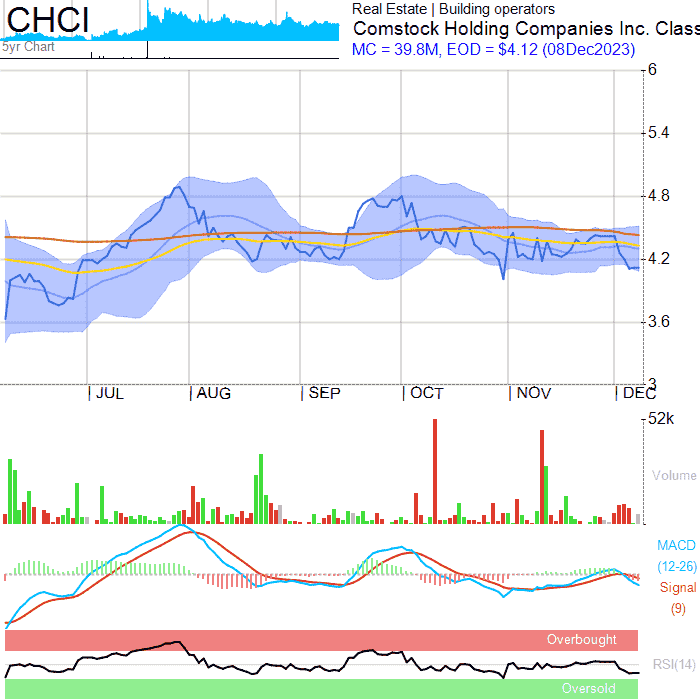 CHCI
5yr Chart
Real Estate | Building operators
Comstock Holding Companies Inc. Class
MC = 39.8M, EOD = $4.12 (08Dec2023)
6
5.4
4.8
4.2
3.6
3
JUL AUG SEP OCT NOV DEC
52k
Volume
MACD
(12-26)
Signal
(9)
Overbought
RSI(14)
Oversold